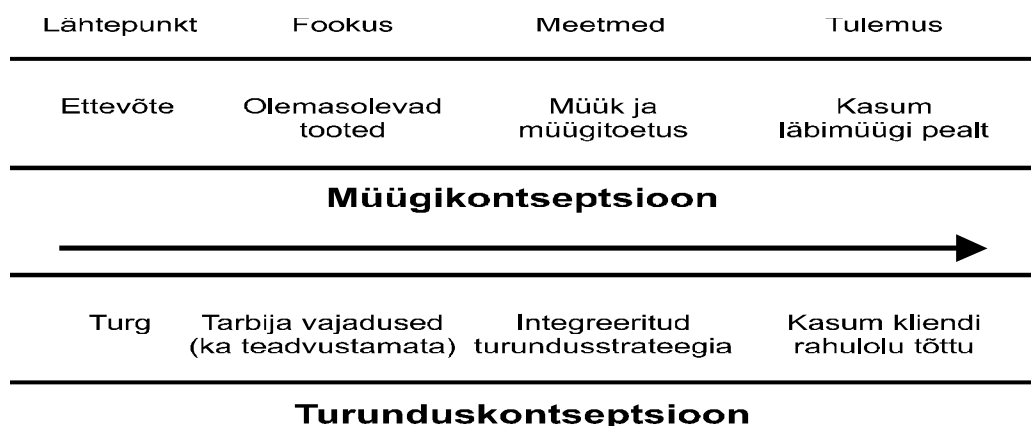 Lähtepunkt Fookus Meetmed Tulemus
Ettevõte Olemasolevad Müük ja Kasum
tooted müügitoetus läbimüügi pealt
Müügikontseptsioon
Turg Tarbija vajadused Integreeritud Kasum kliendi
(ka teadvustamata) turundusstrateegia rahulolu tõttu
Turunduskontseptsioon